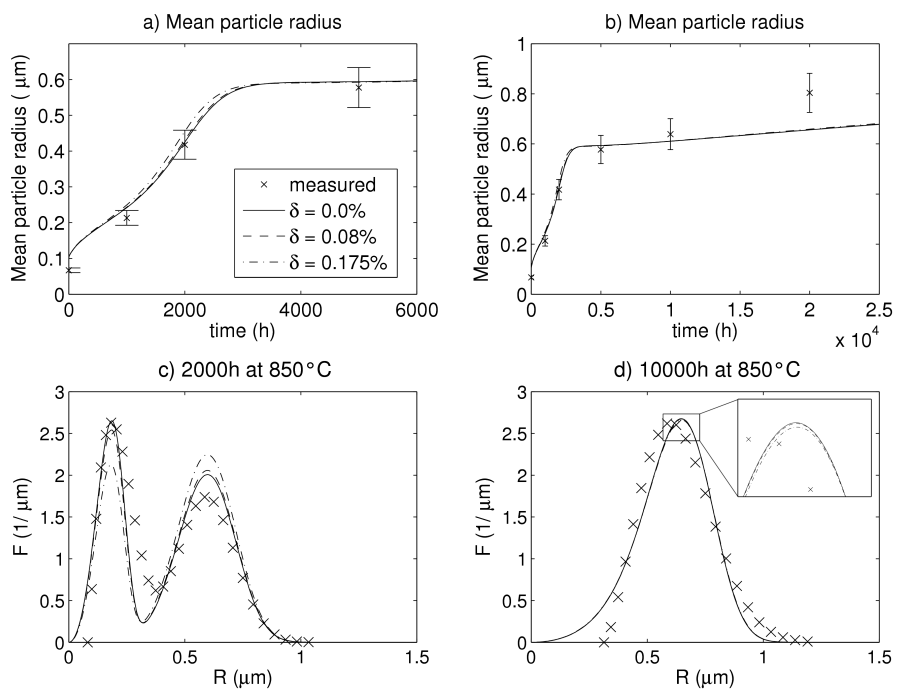 a) Mean particle radius
Mean particle radius ( μm)
0.6
0.5
0.4
0.3
0.2
0.1
0
0 2000 4000 6000
time (h)
measured
δ = 0.0%
δ = 0.08%
δ = 0.175%
b) Mean particle radius
Mean particle radius ( μm)
1
0.8
0.6
0.4
0.2
0
0 0.5 1 1.5 2 2.5
time (h)
x 10⁴
c) 2000h at 850°C
F (1/ μm)
3
2.5
2
1.5
1
0.5
0
0 0.5 1 1.5
R (μm)
d) 10000h at 850°C
F (1/ μm)
3
2.5
2
1.5
1
0.5
0
0 0.5 1 1.5
R (μm)